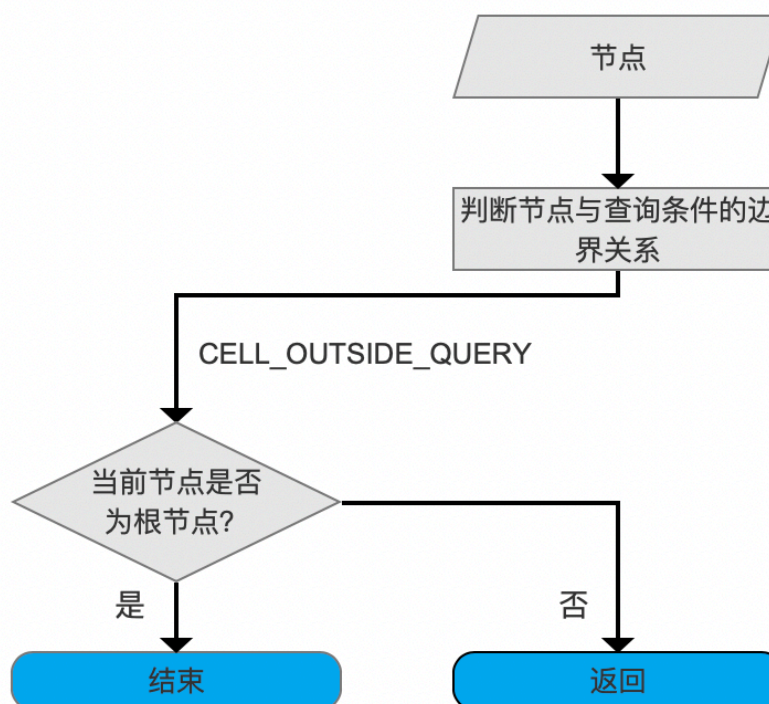 节点
判断节点与查询条件的边
界关系
CELL_OUTSIDE_QUERY
当前节点是否
为根节点?
是
否
结束
返回